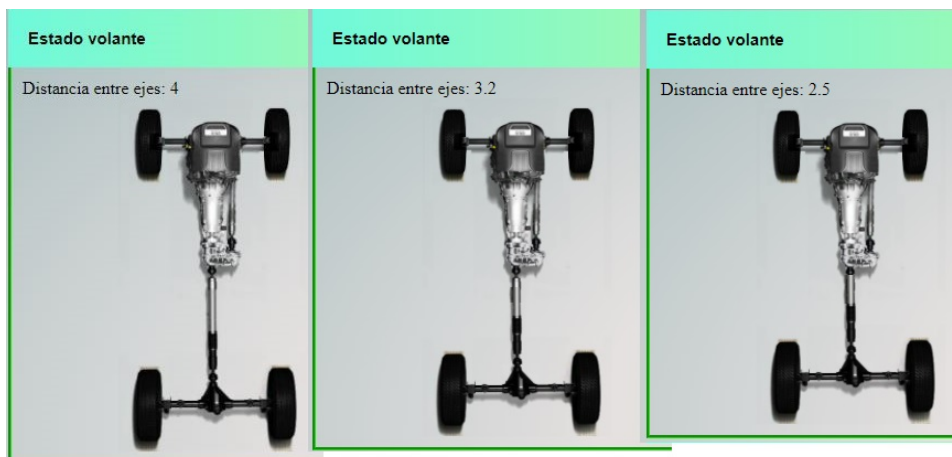 Estado volante
Distancia entre ejes: 4
Estado volante
Distancia entre ejes: 3.2
Estado volante
Distancia entre ejes: 2.5